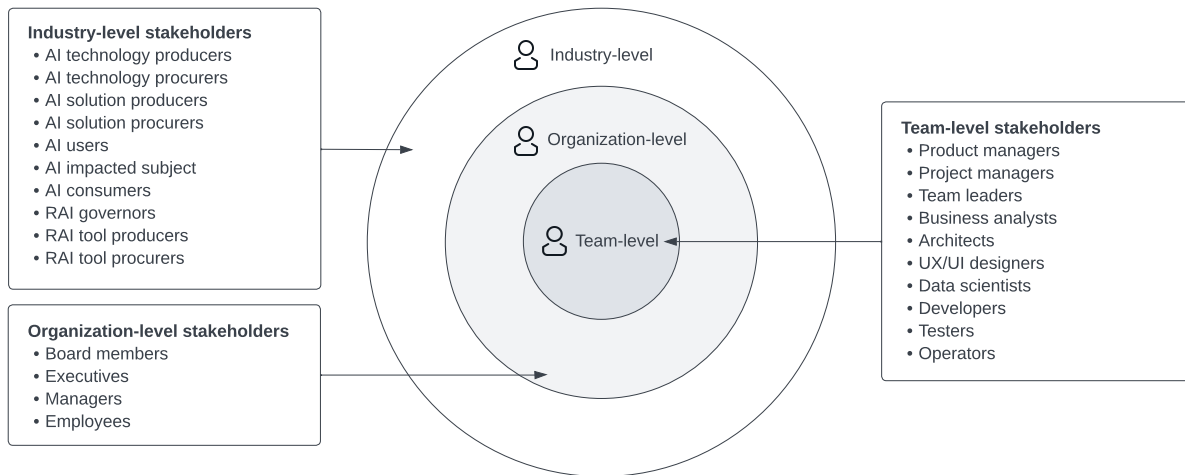 Industry-level stakeholders
• AI technology producers
• AI technology procurers
• AI solution producers
• AI solution procurers
• AI users
• AI impacted subject
• AI consumers
• RAI governors
• RAI tool producers
• RAI tool procurers
Organization-level stakeholders
• Board members
• Executives
• Managers
• Employees
Industry-level
Organization-level
Team-level
Team-level stakeholders
• Product managers
• Project managers
• Team leaders
• Business analysts
• Architects
• UX/UI designers
• Data scientists
• Developers
• Testers
• Operators